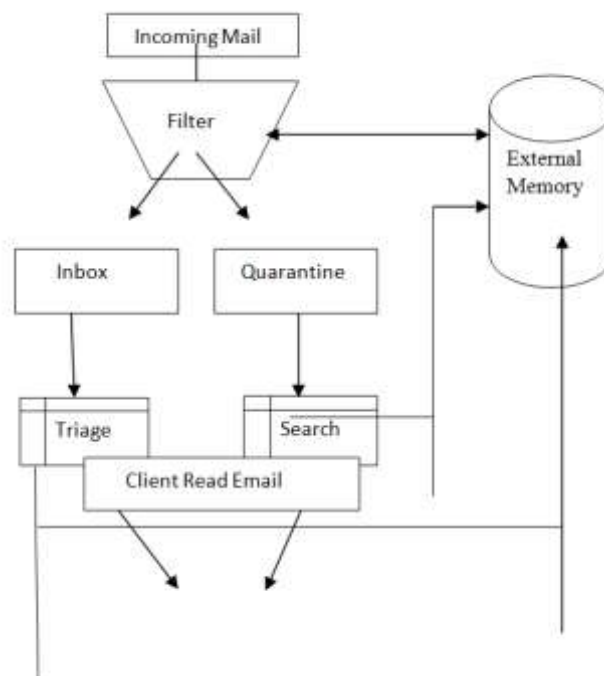 Incoming Mail
Filter
External
Memory
Inbox
Quarantine
Triage
Search
Client Read Email